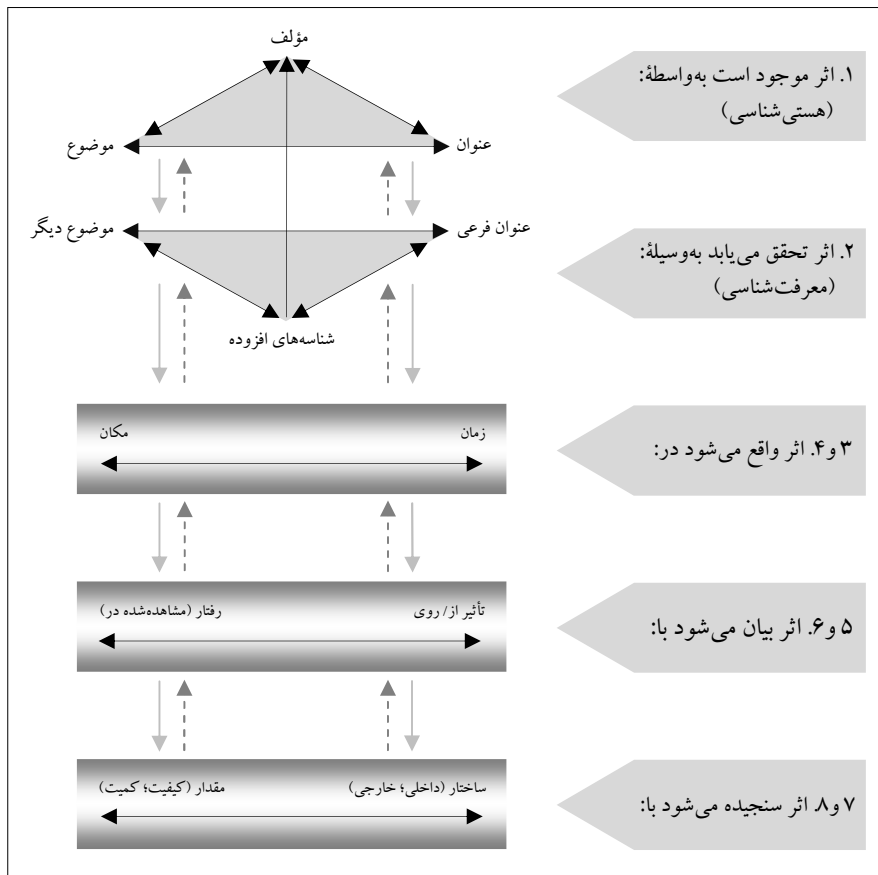 مؤلف
۱. اثر موجود است به‌واسطهٔ:
(هستی‌شناسی)
عنوان
موضوع
عنوان فرعی
موضوع دیگر
۲. اثر تحقق می‌یابد به‌وسیلهٔ:
(معرفت‌شناسی)
شناسه‌های افزوده
۳ و۴. اثر واقع می‌شود در:
زمان
مکان
۵ و۶. اثر بیان می‌شود با:
تأثیر از/ روی
رفتار (مشاهده‌شده در)
۷ و۸. اثر سنجیده می‌شود با:
ساختار (داخلی؛ خارجی)
مقدار (کیفیت؛ کمیت)